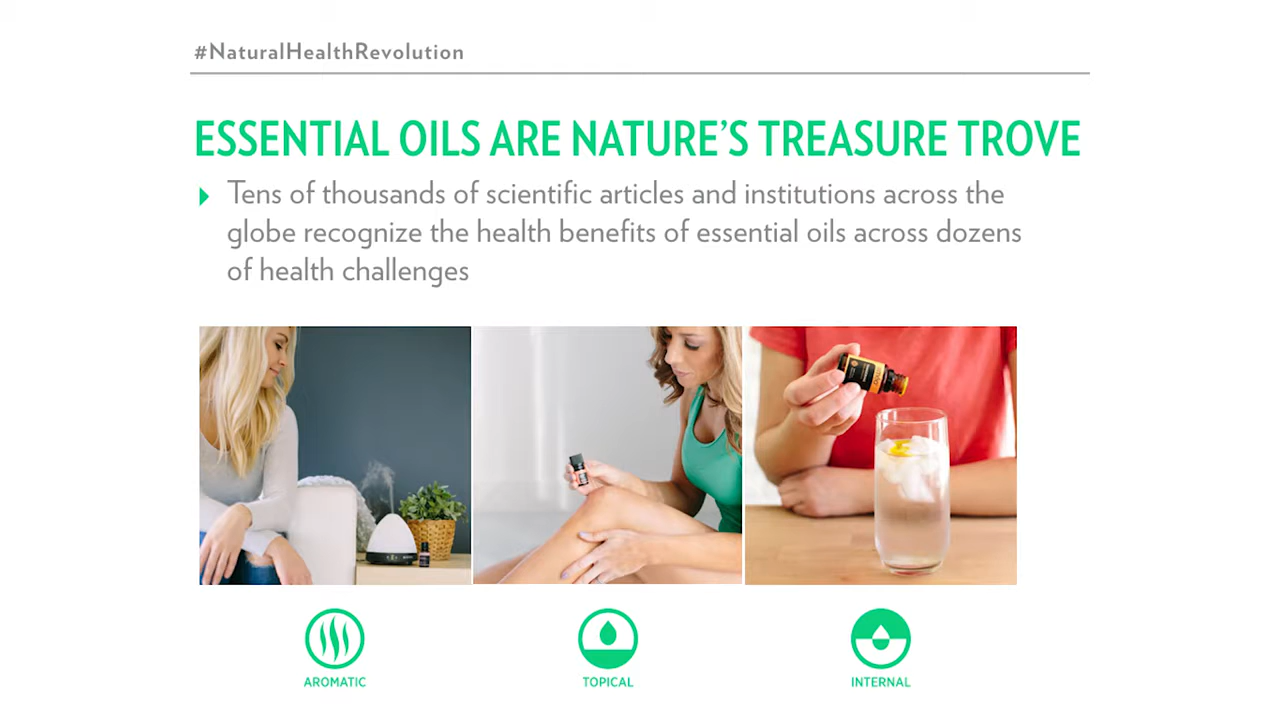 #NaturalHealthRevolution
ESSENTIAL OILS ARE NATURE'S TREASURE TROVE
Tens of thousands of scientific articles and institutions across the
globe recognize the health benefits of essential oils across dozens
of health challenges
AROMATIC
TOPICAL
INTERNAL